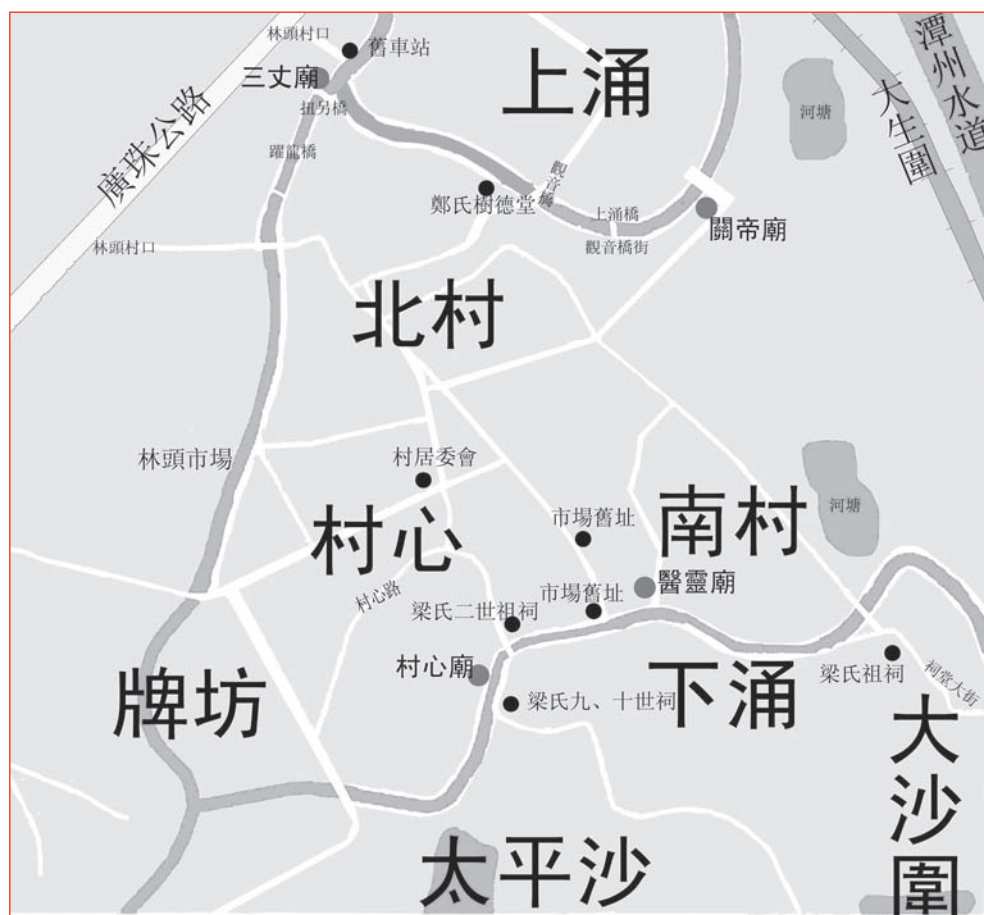 林頭村口
舊車站
三丈廟
扭另橋
廣珠公路
躍龍橋
上涌
河塘
大生圍
潭州水道
觀音橋
鄭氏樹德堂
上涌橋
觀音橋街
關帝廟
林頭村口
北村
林頭市場
村居委會
村心
市場舊址
南村
河塘
醫靈廟
村心路
市場舊址
梁氏二世祖祠
村心廟
梁氏九、十世祠
下涌
梁氏祖祠
祠堂大街
牌坊
大沙圍
太平沙